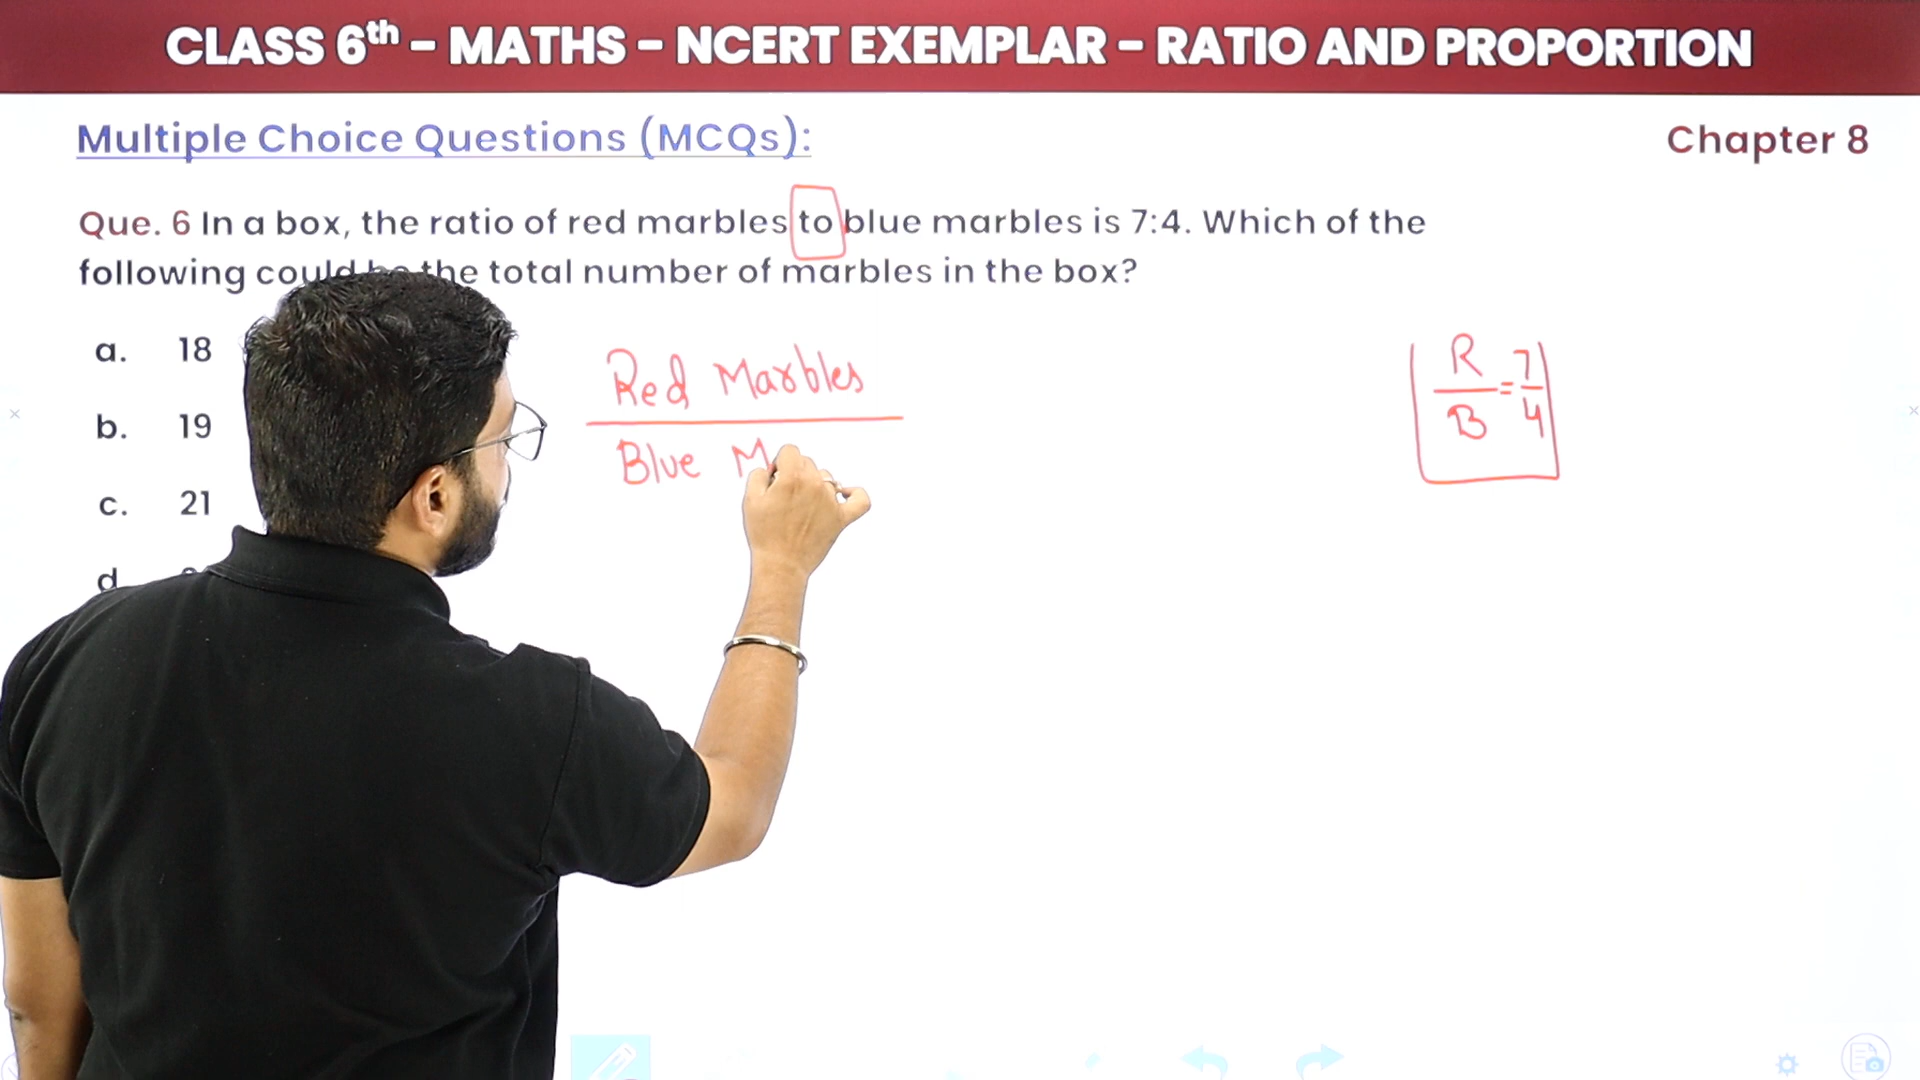 CLASS 6th – MATHS – NCERT EXEMPLAR – RATIO AND PROPORTION
Multiple Choice Questions (MCQs):
Chapter 8
Que. 6 In a box, the ratio of red marbles to blue marbles is 7:4. Which of the
following could the total number of marbles in the box?
a. 18
b. 19
c. 21
d.
Red Marbles
Blue M
R/B = 7/4